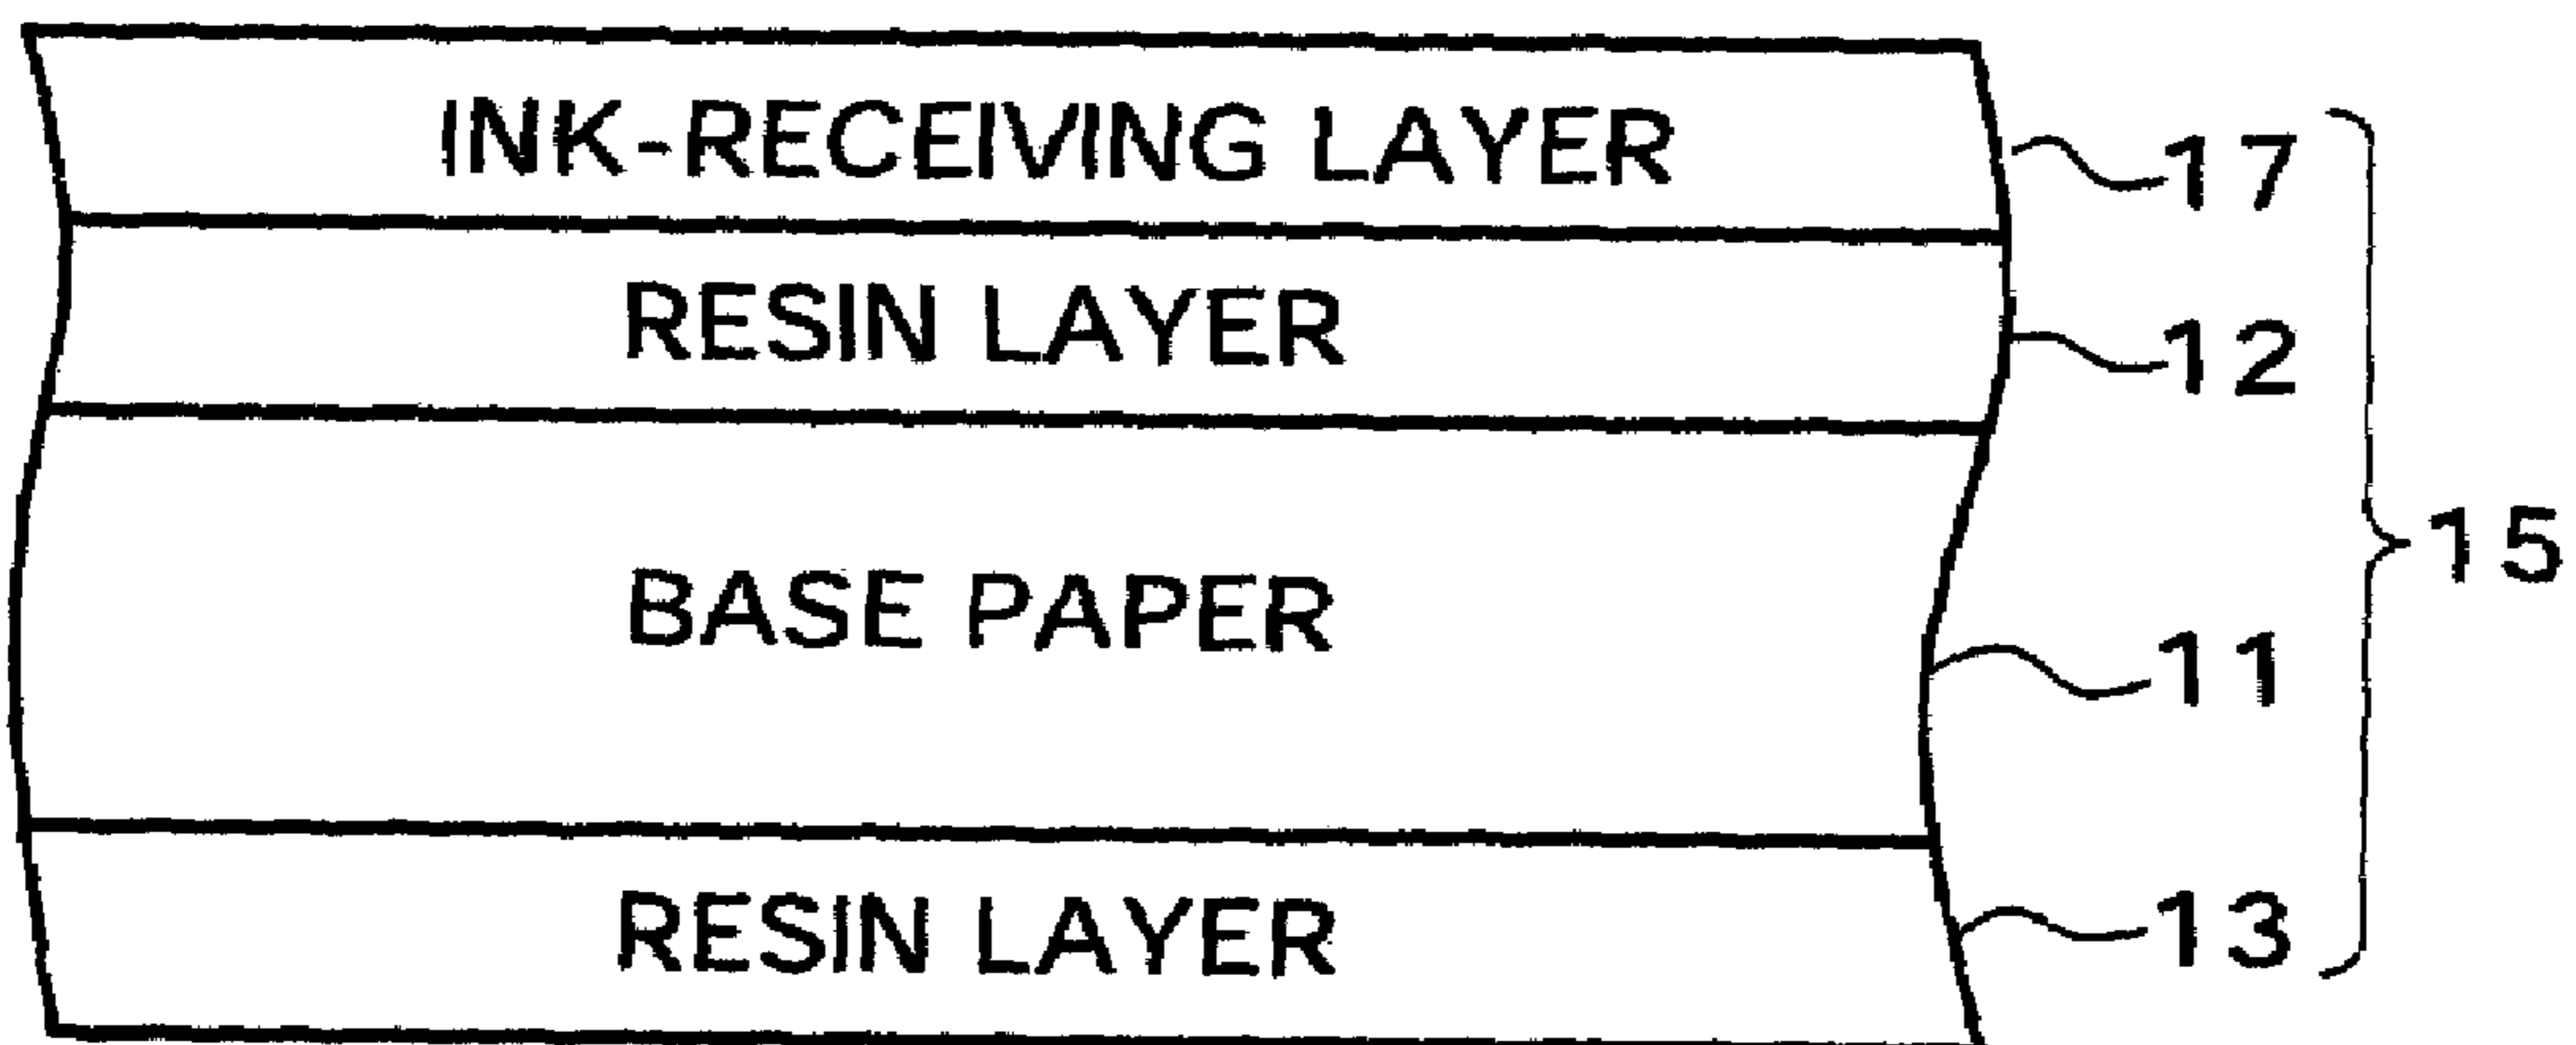 INK-RECEIVING LAYER 17
RESIN LAYER 12
15
BASE PAPER 11
RESIN LAYER 13